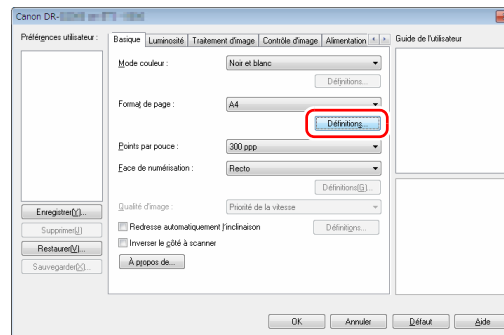 Canon DR-
Préférences utilisateur :
Basique Luminosité Traitement d'image Contrôle d'image Alimentation
Guide de l'utilisateur
Mode couleur : Noir et blanc
Définitions...
Format de page : A4
Définitions...
Points par pouce : 300 ppp
Face de numérisation : Recto
Définitions(G)...
Qualité d'image : Priorité de la vitesse
Redresse automatiquement l'inclinaison Définitions...
Inverser le côté à scanner
À propos de...
Enregistrer(Y)...
Supprimer(J)
Restaurer(V)...
Sauvegarder(X)...
OK Annuler Défaut Aide